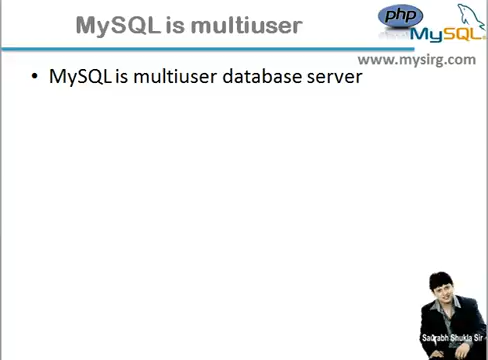 MySQL is multiuser
php
MySQL
www.mysirg.com
• MySQL is multiuser database server
Saurabh Shukla Sir